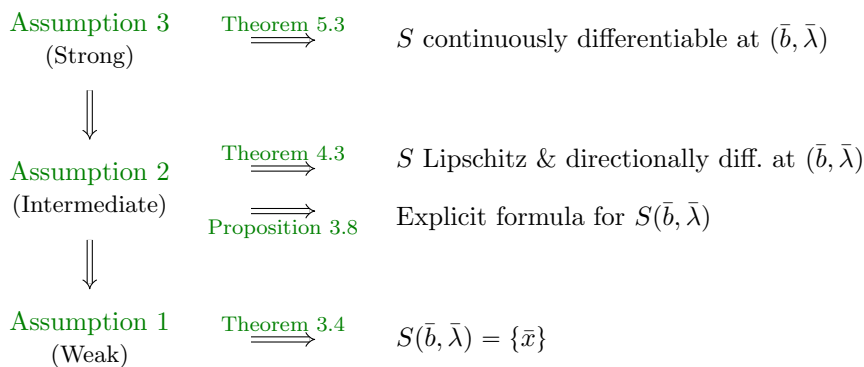 Assumption 3 Theorem 5.3 ⟹ S continuously differentiable at (b̄, λ̄)
(Strong)
⇓
Theorem 4.3
Assumption 2 ⟹ S Lipschitz & directionally diff. at (b̄, λ̄)
(Intermediate) ⟹ Explicit formula for S(b̄, λ̄)
Proposition 3.8
⇓
Assumption 1 Theorem 3.4 ⟹ S(b̄, λ̄) = {x̄}
(Weak)